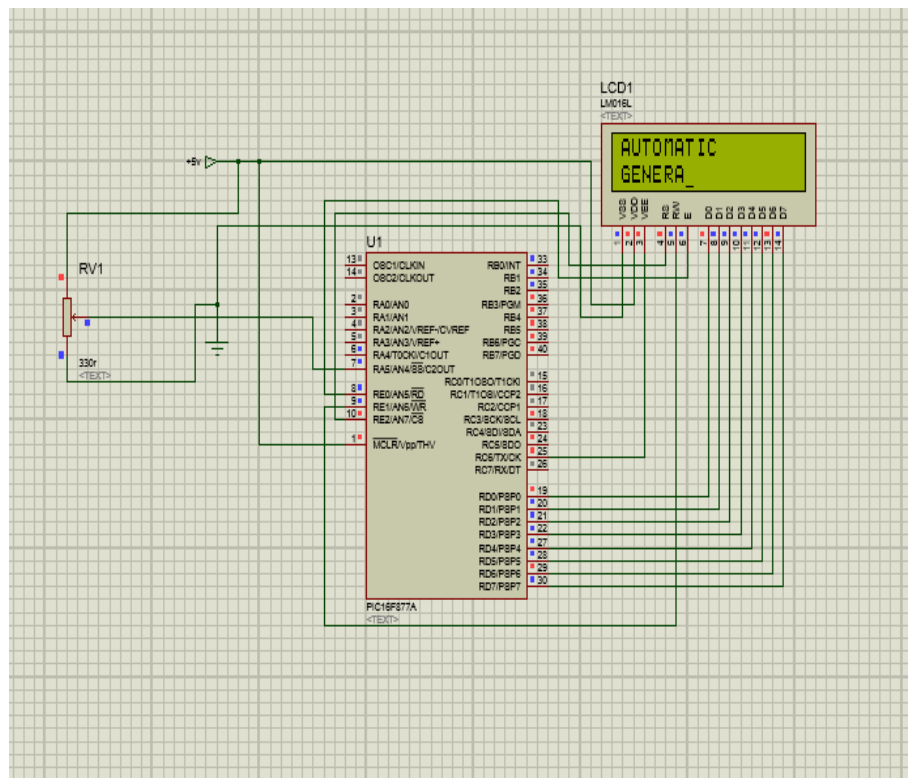 LCD1
LM016L
<TEXT>
AUTOMATIC
GENERA_
VSS
VDD
VEE
RS
RW
E
D0
D1
D2
D3
D4
D5
D6
D7
1
2
3
4
5
6
7
8
9
10
11
12
13
14
+5v
RV1
330r
<TEXT>
U1
13 OSC1/CLKIN
14 OSC2/CLKOUT
2 RA0/AN0
3 RA1/AN1
4 RA2/AN2/VREF-/CVREF
5 RA3/AN3/VREF+
6 RA4/T0CKI/C1OUT
7 RA5/AN4/SS/C2OUT
8 RE0/AN5/RD
9 RE1/AN6/WR
10 RE2/AN7/CS
1 MCLR/Vpp/THV
RB0/INT 33
RB1 34
RB2 35
RB3/PGM 36
RB4 37
RB5 38
RB6/PGC 39
RB7/PGD 40
RC0/T1OSO/T1CKI 15
RC1/T1OSI/CCP2 16
RC2/CCP1 17
RC3/SCK/SCL 18
RC4/SDI/SDA 23
RC5/SDO 24
RC6/TX/CK 25
RC7/RX/DT 26
RD0/PSP0 19
RD1/PSP1 20
RD2/PSP2 21
RD3/PSP3 22
RD4/PSP4 27
RD5/PSP5 28
RD6/PSP6 29
RD7/PSP7 30
PIC16F877A
<TEXT>